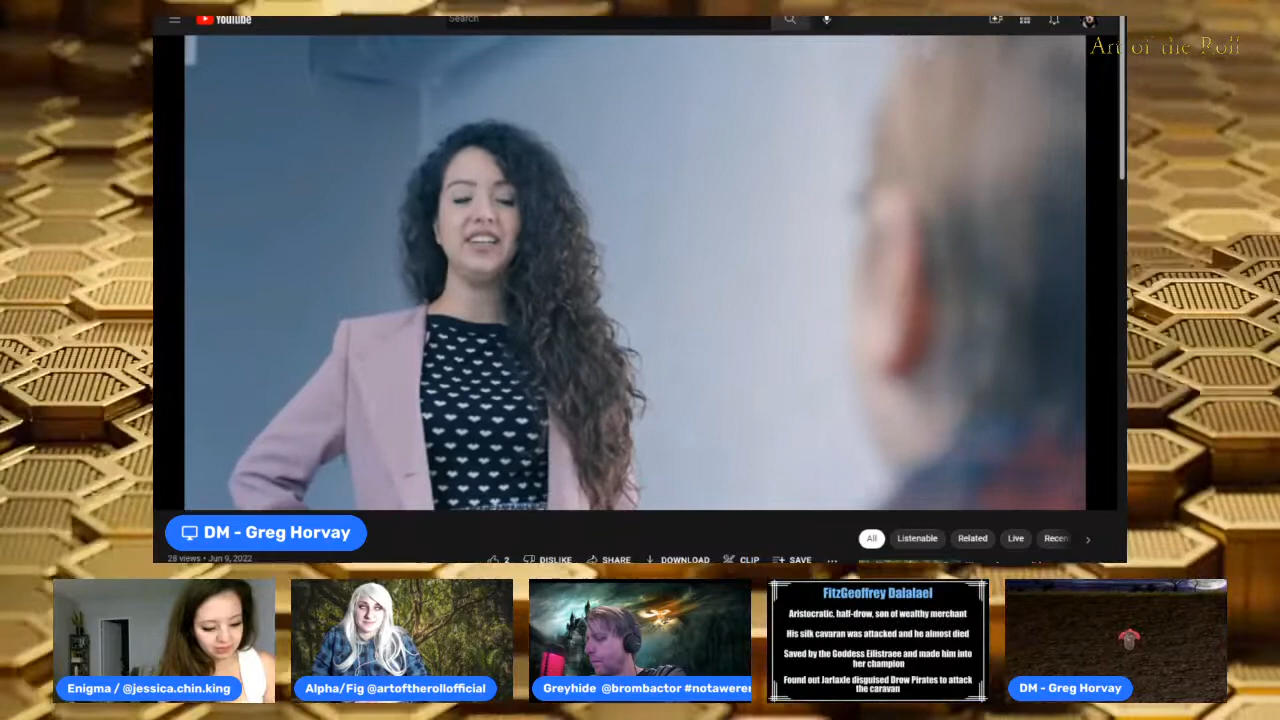 YouTube
Search
Art of the Roll
DM - Greg Horvay
All
Listenable
Related
Live
Recen
28 views • Jun 9, 2022
2
DISLIKE
SHARE
DOWNLOAD
CLIP
SAVE
Enigma / @jessica.chin.king
Alpha/Fig @artoftherollofficial
Greyhide @brombactor #notawerer
FitzGeoffrey Dalalael
Aristocratic, half-drow, son of wealthy merchant
His silk cavaran was attacked and he almost died
Saved by the Goddess Eilistraee and made him into
her champion
Found out Jarlaxle disguised Drow Pirates to attack
the caravan
DM - Greg Horvay